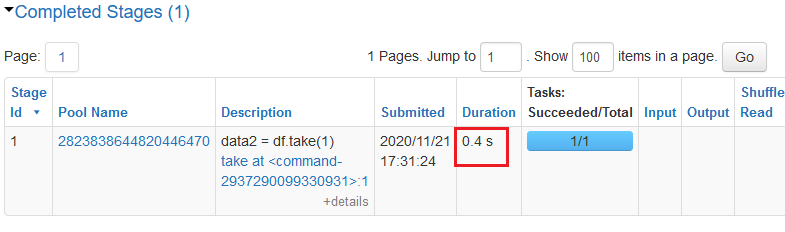 Completed Stages (1)
Page: 1 1 Pages. Jump to 1 . Show 100 items in a page. Go
Stage Id Pool Name Description Submitted Duration Tasks: Succeeded/Total Input Output Shuffle Read
1 2823838644820446470 data2 = df.take(1) 2020/11/21 0.4 s 1/1
take at <command- 17:31:24
2937290099330931>:1
+details